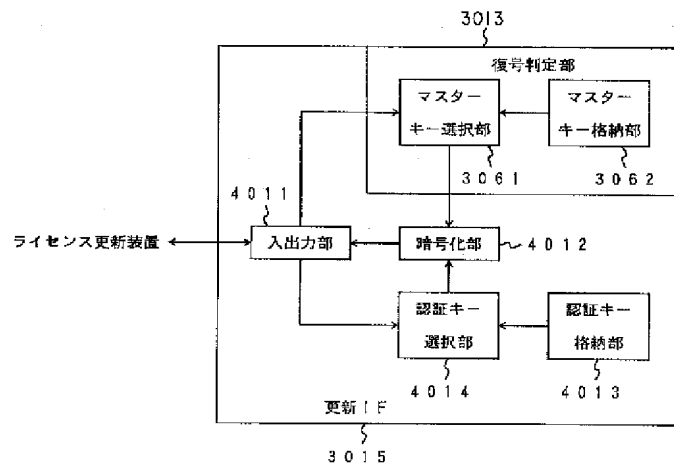 3013
復号判定部
マスター
キー選択部
マスター
キー格納部
3061
3062
4011
ライセンス更新装置
入出力部
暗号化部
4012
認証キー
選択部
認証キー
格納部
4014
4013
更新IF
3015